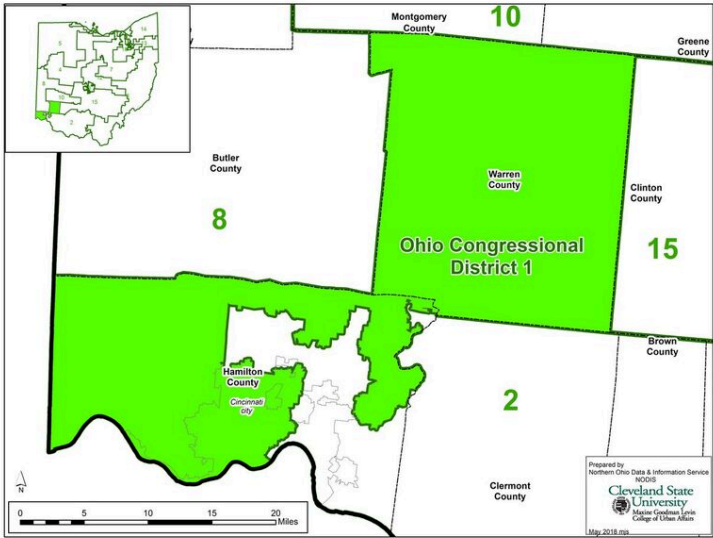 Montgomery
County
10
Greene
County
Butler
County
8
Warren
County
Clinton
County
15
Ohio Congressional
District 1
Brown
County
Hamilton
County
Cincinnati
city
2
Clermont
County
N
0 5 10 20
Miles
Prepared by
Northern Ohio Data & Information Service
NODIS
Cleveland State
University
Maxine Goodman Levin
College of Urban Affairs
May 2018 mjs